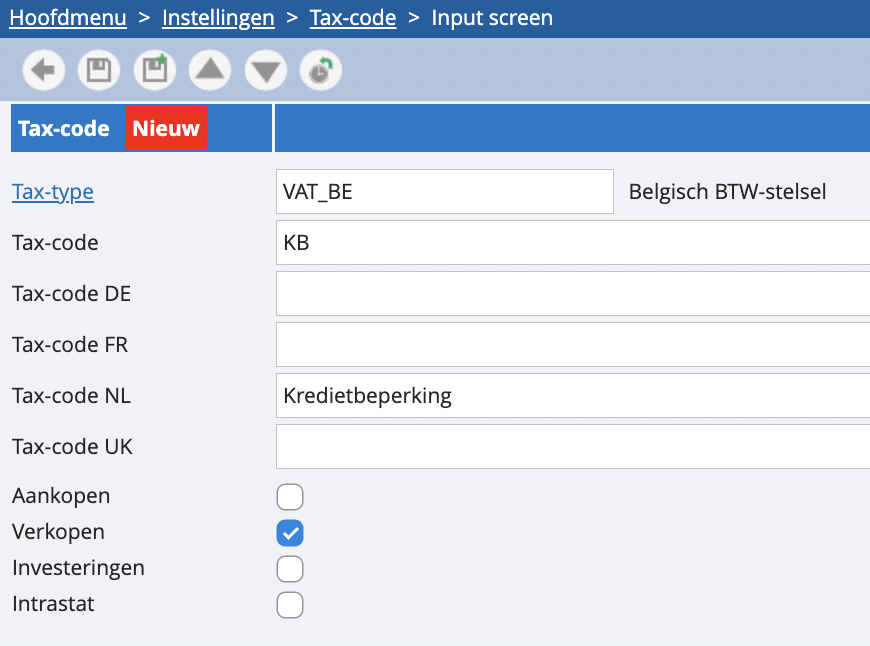 Hoofdmenu > Instellingen > Tax-code > Input screen
Tax-code Nieuw
Tax-type VAT_BE Belgisch BTW-stelsel
Tax-code KB
Tax-code DE
Tax-code FR
Tax-code NL Kredietbeperking
Tax-code UK
Aankopen
Verkopen
Investeringen
Intrastat